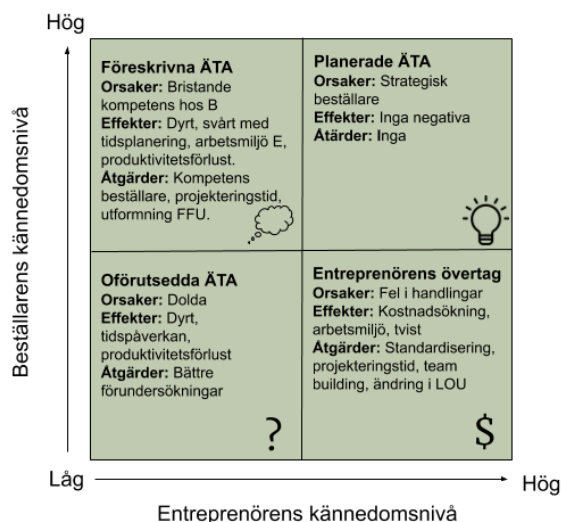 Hög
Beställarens kännedomsnivå
Föreskrivna ÄTA
Orsaker: Bristande
kompetens hos B
Effekter: Dyrt, svårt med
tidsplanering, arbetsmiljö E,
produktivitetsförlust.
Åtgärder: Kompetens
beställare, projekteringstid,
utformning FFU.
Planerade ÄTA
Orsaker: Strategisk
beställare
Effekter: Inga negativa
Åtärder: Inga
Oförutsedda ÄTA
Orsaker: Dolda
Effekter: Dyrt,
tidspåverkan,
produktivitetsförlust
Åtgärder: Bättre
förundersökningar
?
Entreprenörens övertag
Orsaker: Fel i handlingar
Effekter: Kostnadsökning,
arbetsmiljö, tvist
Åtgärder: Standardisering,
projekteringstid, team
building, ändring i LOU
$
Låg
Hög
Entreprenörens kännedomsnivå